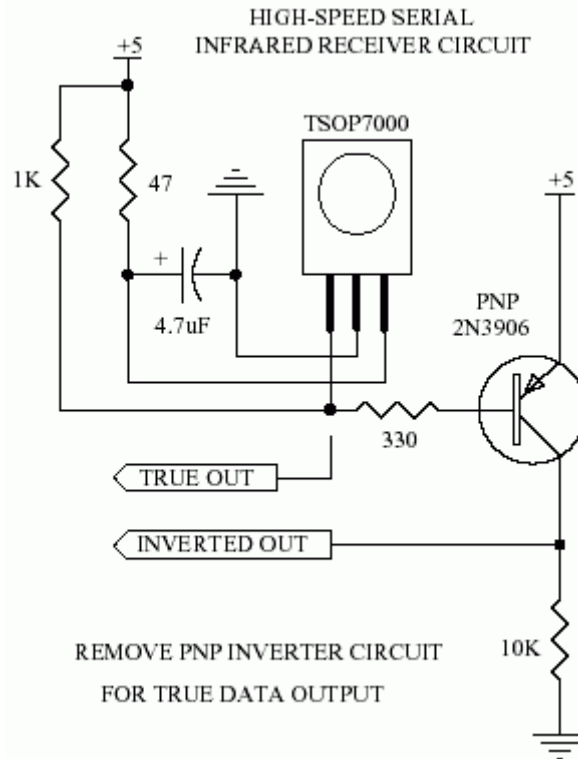 HIGH-SPEED SERIAL
INFRARED RECEIVER CIRCUIT
+5
TSOP7000
1K
47
+5
+
4.7uF
PNP
2N3906
330
TRUE OUT
INVERTED OUT
REMOVE PNP INVERTER CIRCUIT
FOR TRUE DATA OUTPUT
10K